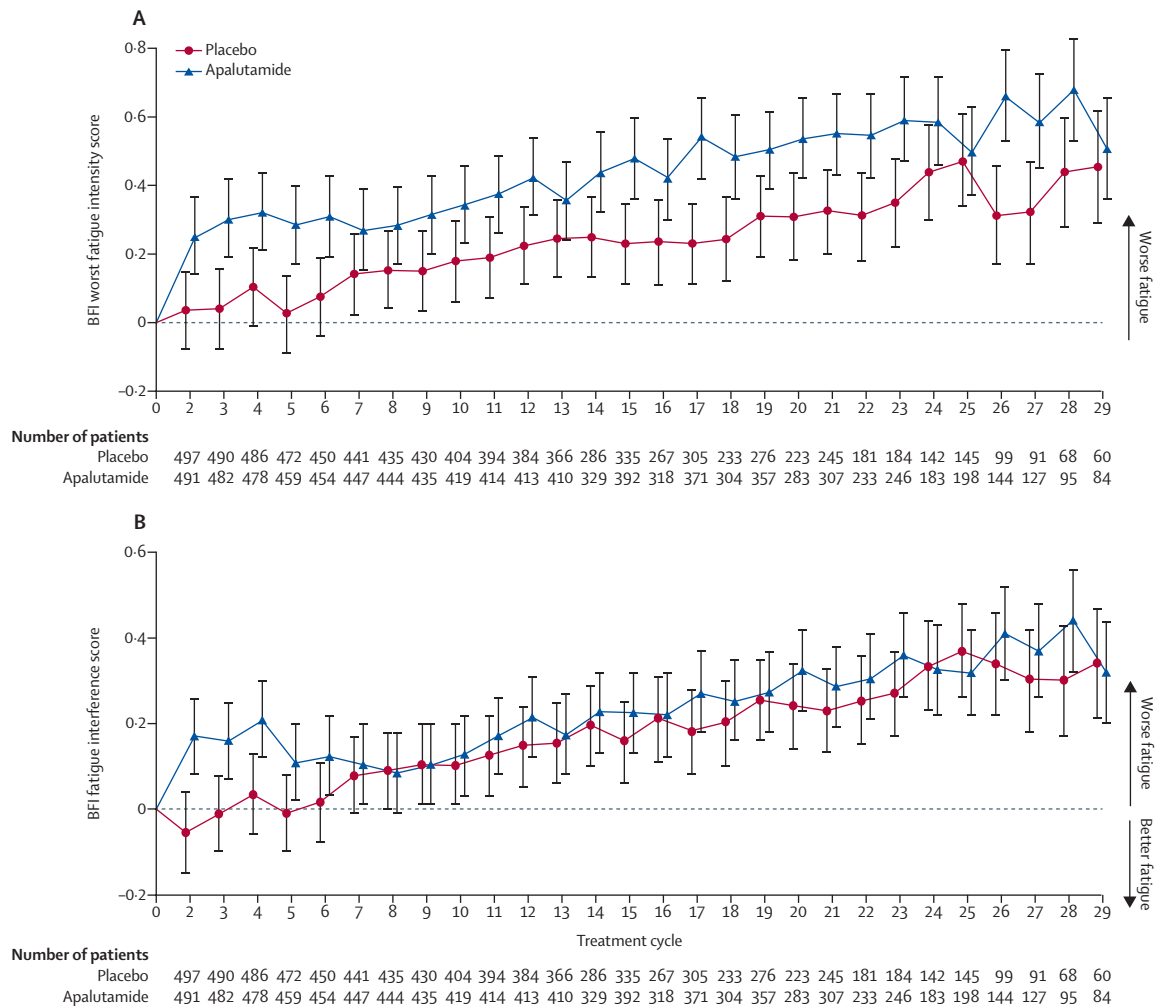 A
Placebo
Apalutamide
BFI worst fatigue intensity score
0·8
0·6
0·4
0·2
0
–0·2
Worse fatigue
0 2 3 4 5 6 7 8 9 10 11 12 13 14 15 16 17 18 19 20 21 22 23 24 25 26 27 28 29
Number of patients
Placebo 497 490 486 472 450 441 435 430 404 394 384 366 286 335 267 305 233 276 223 245 181 184 142 145 99 91 68 60
Apalutamide 491 482 478 459 454 447 444 435 419 414 413 410 329 392 318 371 304 357 283 307 233 246 183 198 144 127 95 84
B
BFI fatigue interference score
0·6
0·4
0·2
0
–0·2
Worse fatigue
Better fatigue
0 2 3 4 5 6 7 8 9 10 11 12 13 14 15 16 17 18 19 20 21 22 23 24 25 26 27 28 29
Treatment cycle
Number of patients
Placebo 497 490 486 472 450 441 435 430 404 394 384 366 286 335 267 305 233 276 223 245 181 184 142 145 99 91 68 60
Apalutamide 491 482 478 459 454 447 444 435 419 414 413 410 329 392 318 371 304 357 283 307 233 246 183 198 144 127 95 84